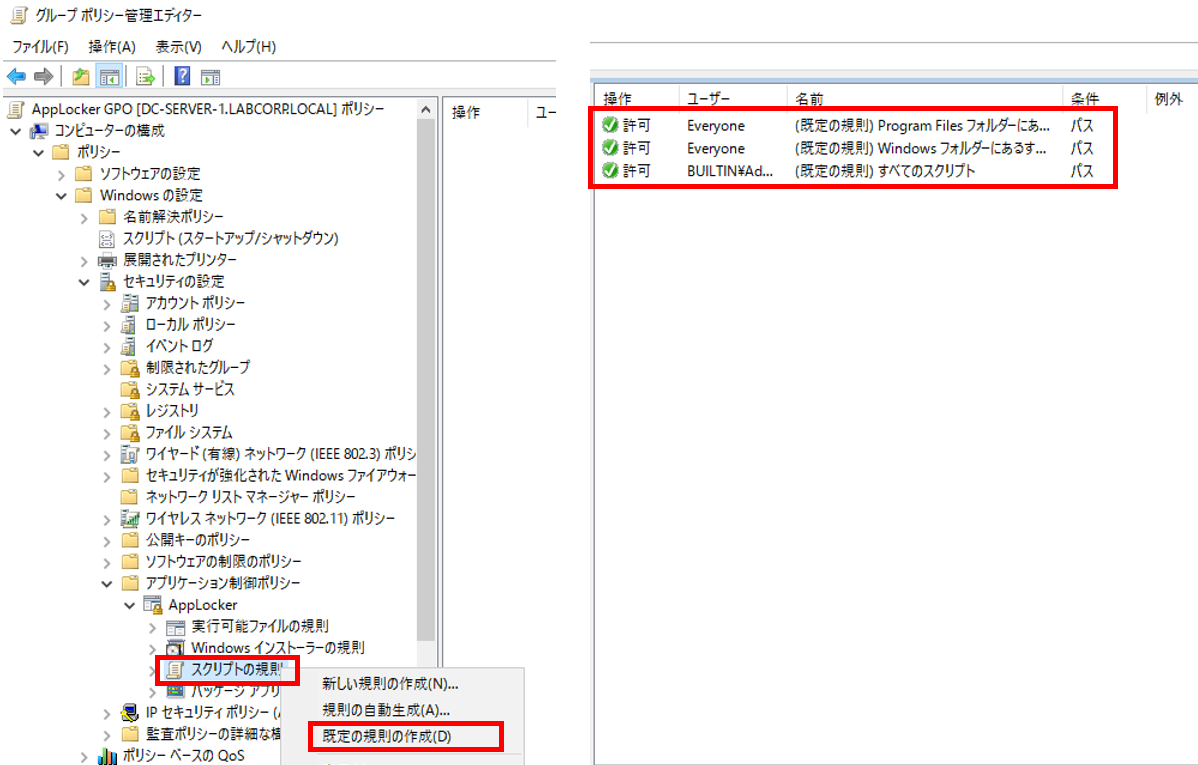 グループ ポリシー管理エディター
ファイル(F) 操作(A) 表示(V) ヘルプ(H)
AppLocker GPO [DC-SERVER-1.LABCORP.LOCAL] ポリシー
コンピューターの構成
ポリシー
ソフトウェアの設定
Windows の設定
名前解決ポリシー
スクリプト (スタートアップ/シャットダウン)
展開されたプリンター
セキュリティの設定
アカウント ポリシー
ローカル ポリシー
イベント ログ
制限されたグループ
システム サービス
レジストリ
ファイル システム
ワイヤード (有線) ネットワーク (IEEE 802.3) ポリシ
セキュリティが強化された Windows ファイアウォー
ネットワーク リスト マネージャー ポリシー
ワイヤレス ネットワーク (IEEE 802.11) ポリシー
公開キーのポリシー
ソフトウェアの制限のポリシー
アプリケーション制御ポリシー
AppLocker
実行可能ファイルの規則
Windows インストーラーの規則
スクリプトの規則
パッケージ アプリ
IP セキュリティ ポリシー (
監査ポリシーの詳細な構
ポリシー ベースの QoS
操作 ユー
新しい規則の作成(N)...
規則の自動生成(A)...
既定の規則の作成(D)
操作 ユーザー 名前 条件 例外
許可 Everyone (既定の規則) Program Files フォルダーにあ... パス
許可 Everyone (既定の規則) Windows フォルダーにあるす... パス
許可 BUILTIN¥Ad... (既定の規則) すべてのスクリプト パス